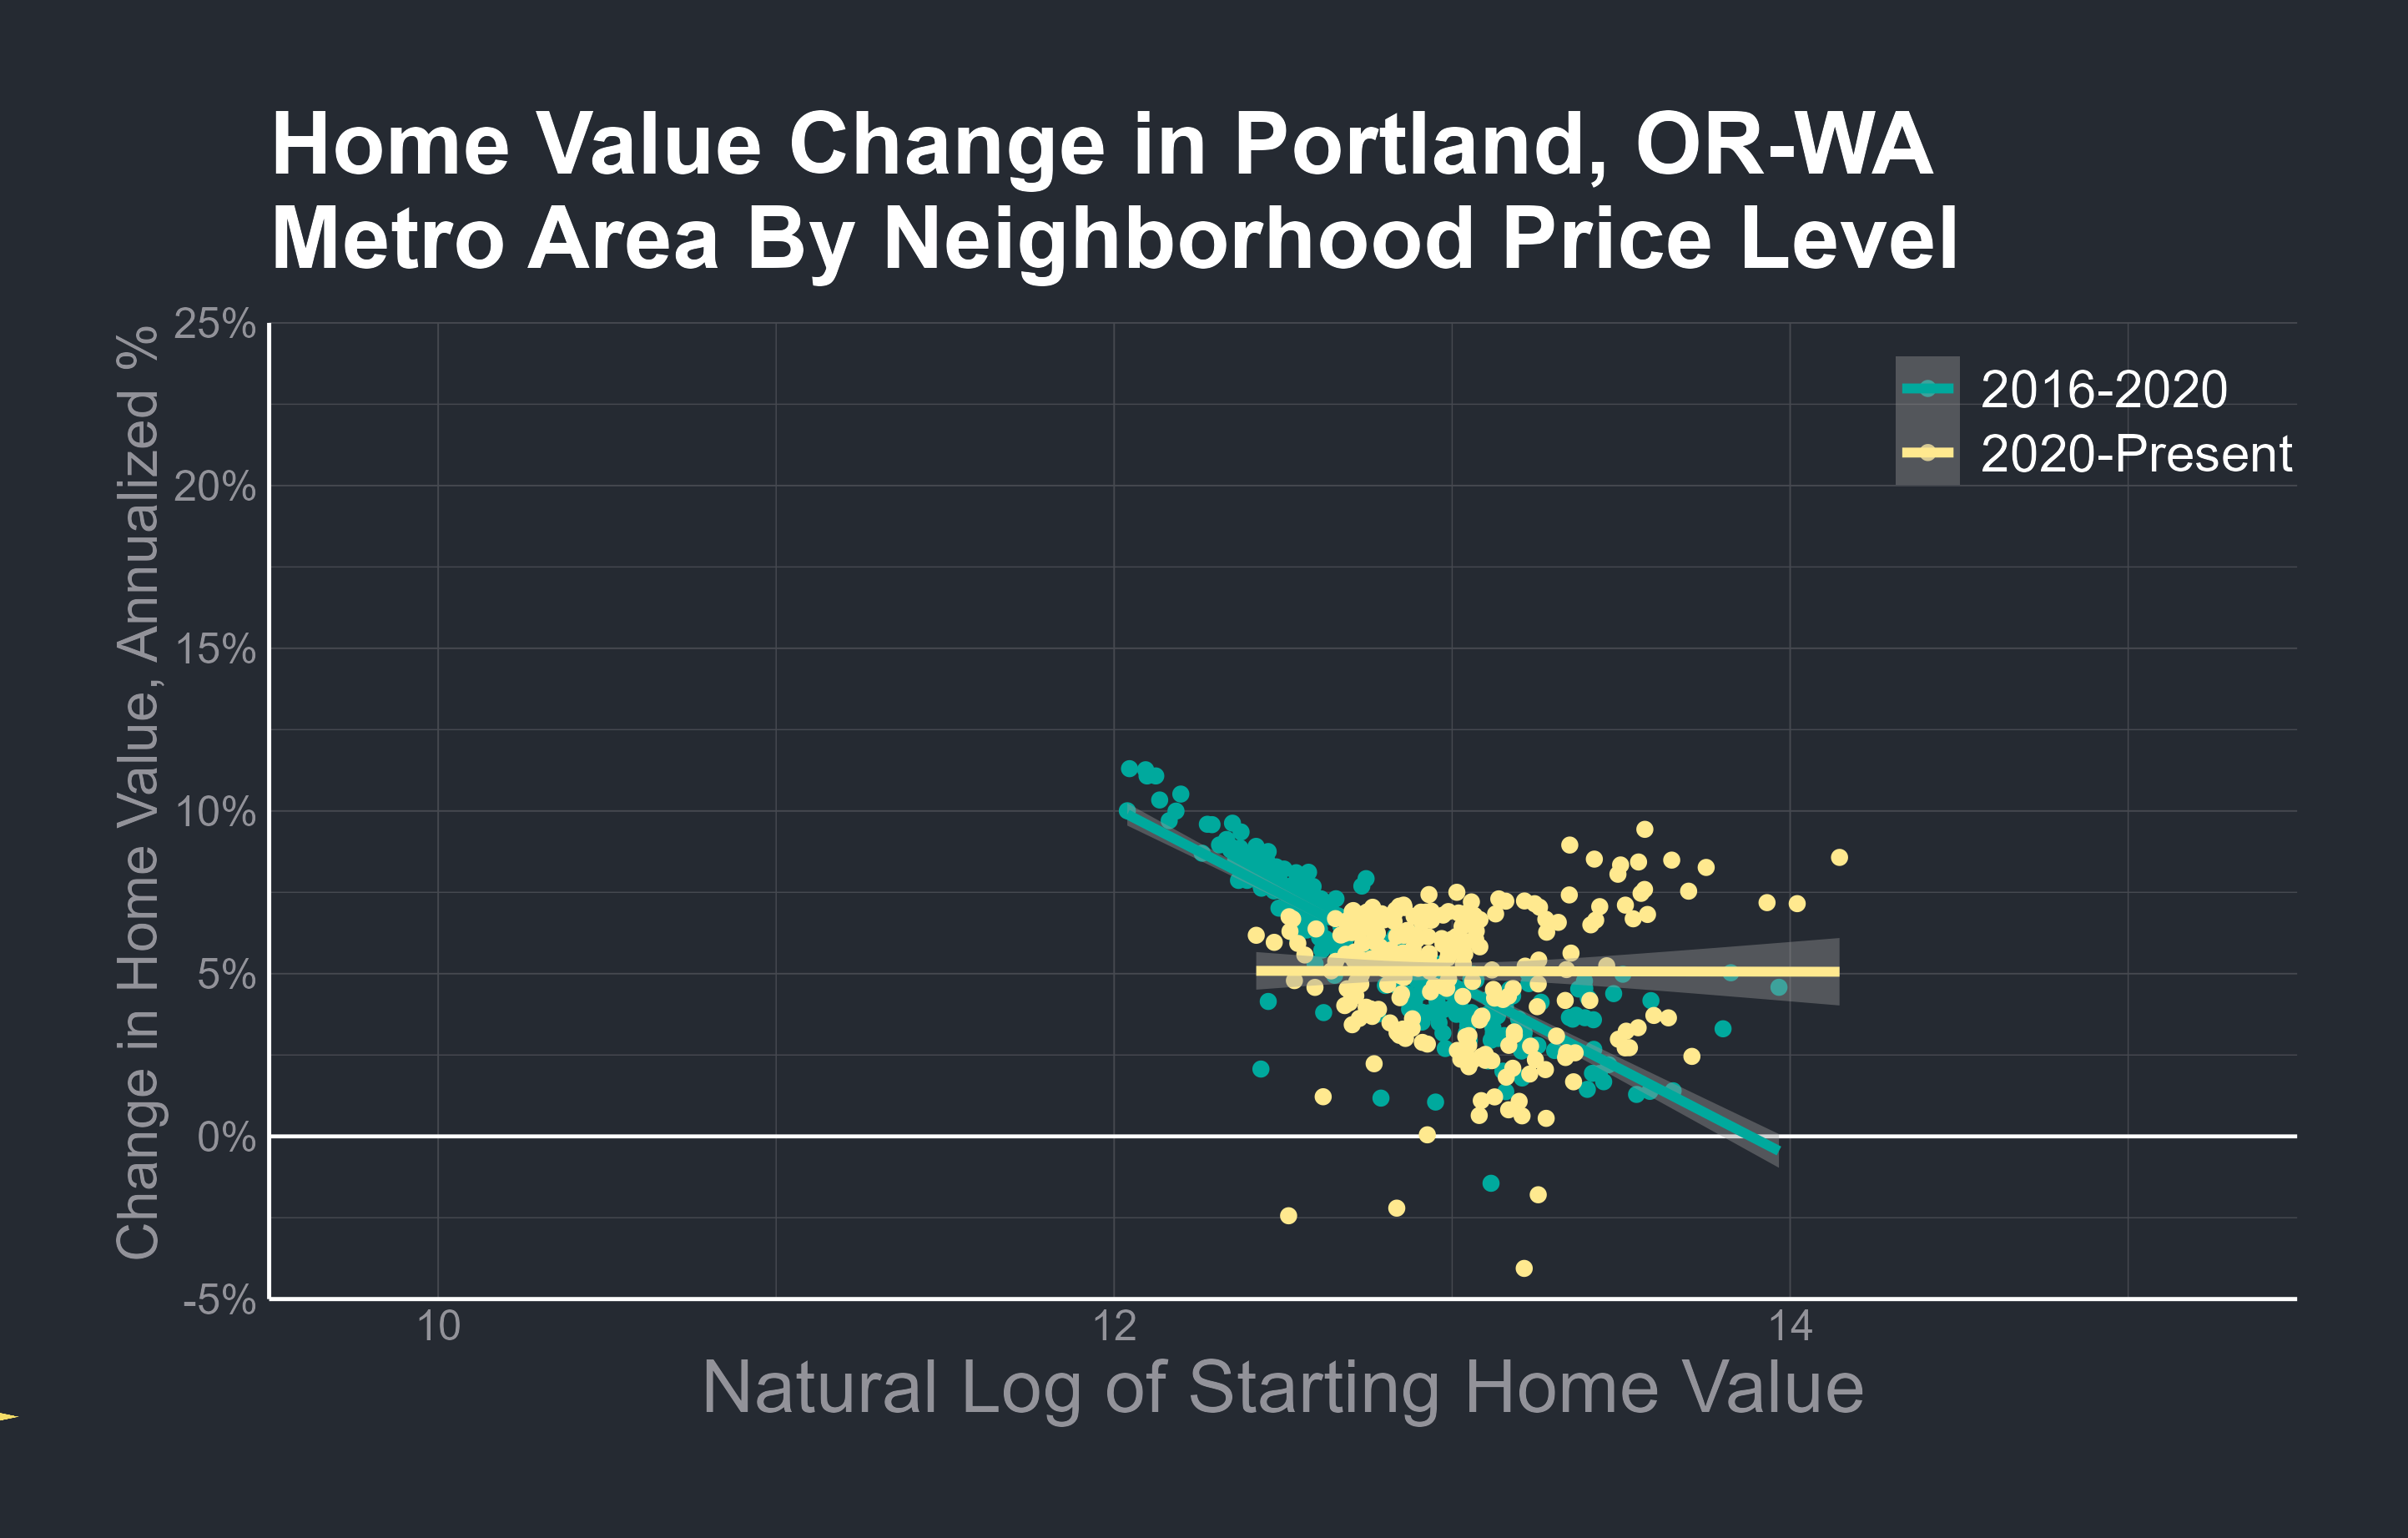 Home Value Change in Portland, OR-WA
Metro Area By Neighborhood Price Level
Change in Home Value, Annualized %
25%
20%
15%
10%
5%
0%
-5%
2016-2020
2020-Present
10
12
14
Natural Log of Starting Home Value